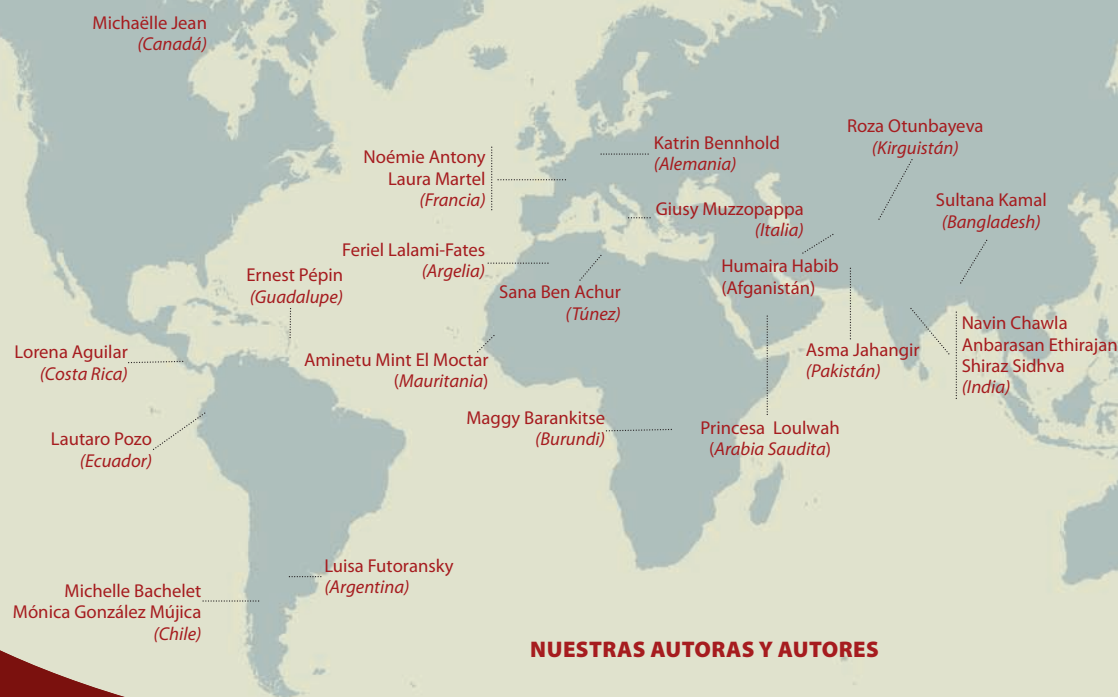 Michaëlle Jean
(Canadá)
Noémie Antony
Laura Martel
(Francia)
Katrin Bennhold
(Alemania)
Roza Otunbayeva
(Kirguistán)
Giusy Muzzopappa
(Italia)
Sultana Kamal
(Bangladesh)
Feriel Lalami-Fates
(Argelia)
Ernest Pépin
(Guadalupe)
Sana Ben Achur
(Túnez)
Humaira Habib
(Afganistán)
Navin Chawla
Anbarasan Ethirajan
Shiraz Sidhva
(India)
Lorena Aguilar
(Costa Rica)
Aminetu Mint El Moctar
(Mauritania)
Asma Jahangir
(Pakistán)
Maggy Barankitse
(Burundi)
Princesa Loulwah
(Arabia Saudita)
Lautaro Pozo
(Ecuador)
Luisa Futoransky
(Argentina)
Michelle Bachelet
Mónica González Mújica
(Chile)
NUESTRAS AUTORAS Y AUTORES